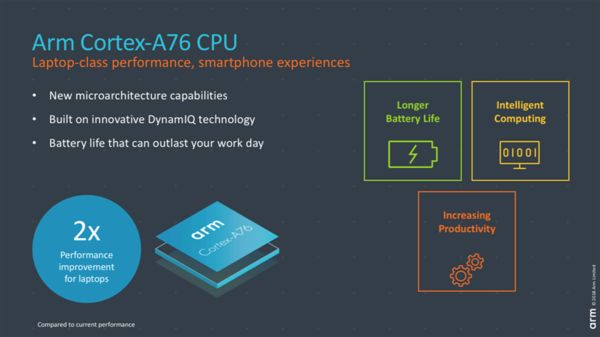 Arm Cortex-A76 CPU
Laptop-class performance, smartphone experiences
• New microarchitecture capabilities
• Built on innovative DynamIQ technology
• Battery life that can outlast your work day
Longer
Battery Life
Intelligent
Computing
01001
Increasing
Productivity
2x
Performance
improvement
for laptops
arm
Cortex-A76
Compared to current performance
arm © 2018 Arm Limited